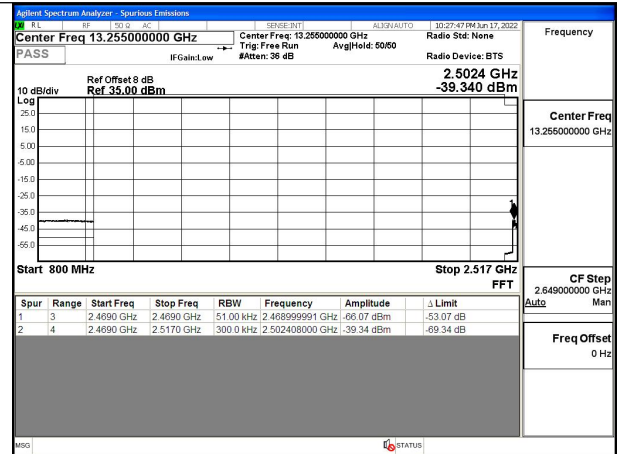 Agilent Spectrum Analyzer - Spurious Emissions
RL RF 50 Ω AC SENSE:INT ALIGN AUTO 10:27:47 PM Jun 17, 2022
Center Freq 13.255000000 GHz Center Freq: 13.255000000 GHz Radio Std: None Frequency
Trig: Free Run Avg|Hold: 50/50
PASS IFGain:Low #Atten: 36 dB Radio Device: BTS
Ref Offset 8 dB 2.5024 GHz
10 dB/div Ref 35.00 dBm -39.340 dBm
Log
25.0
15.0
5.00
-5.00
-15.0
-25.0
-35.0
-45.0
-55.0
1
Start 800 MHz Stop 2.517 GHz
FFT
Spur Range Start Freq Stop Freq RBW Frequency Amplitude Δ Limit
1 3 2.4690 GHz 2.4690 GHz 51.00 kHz 2.468999991 GHz -66.07 dBm -53.07 dB
2 4 2.4690 GHz 2.5170 GHz 300.0 kHz 2.502408000 GHz -39.34 dBm -69.34 dB
Center Freq
13.255000000 GHz
CF Step
2.649000000 GHz
Auto Man
Freq Offset
0 Hz
MSG STATUS